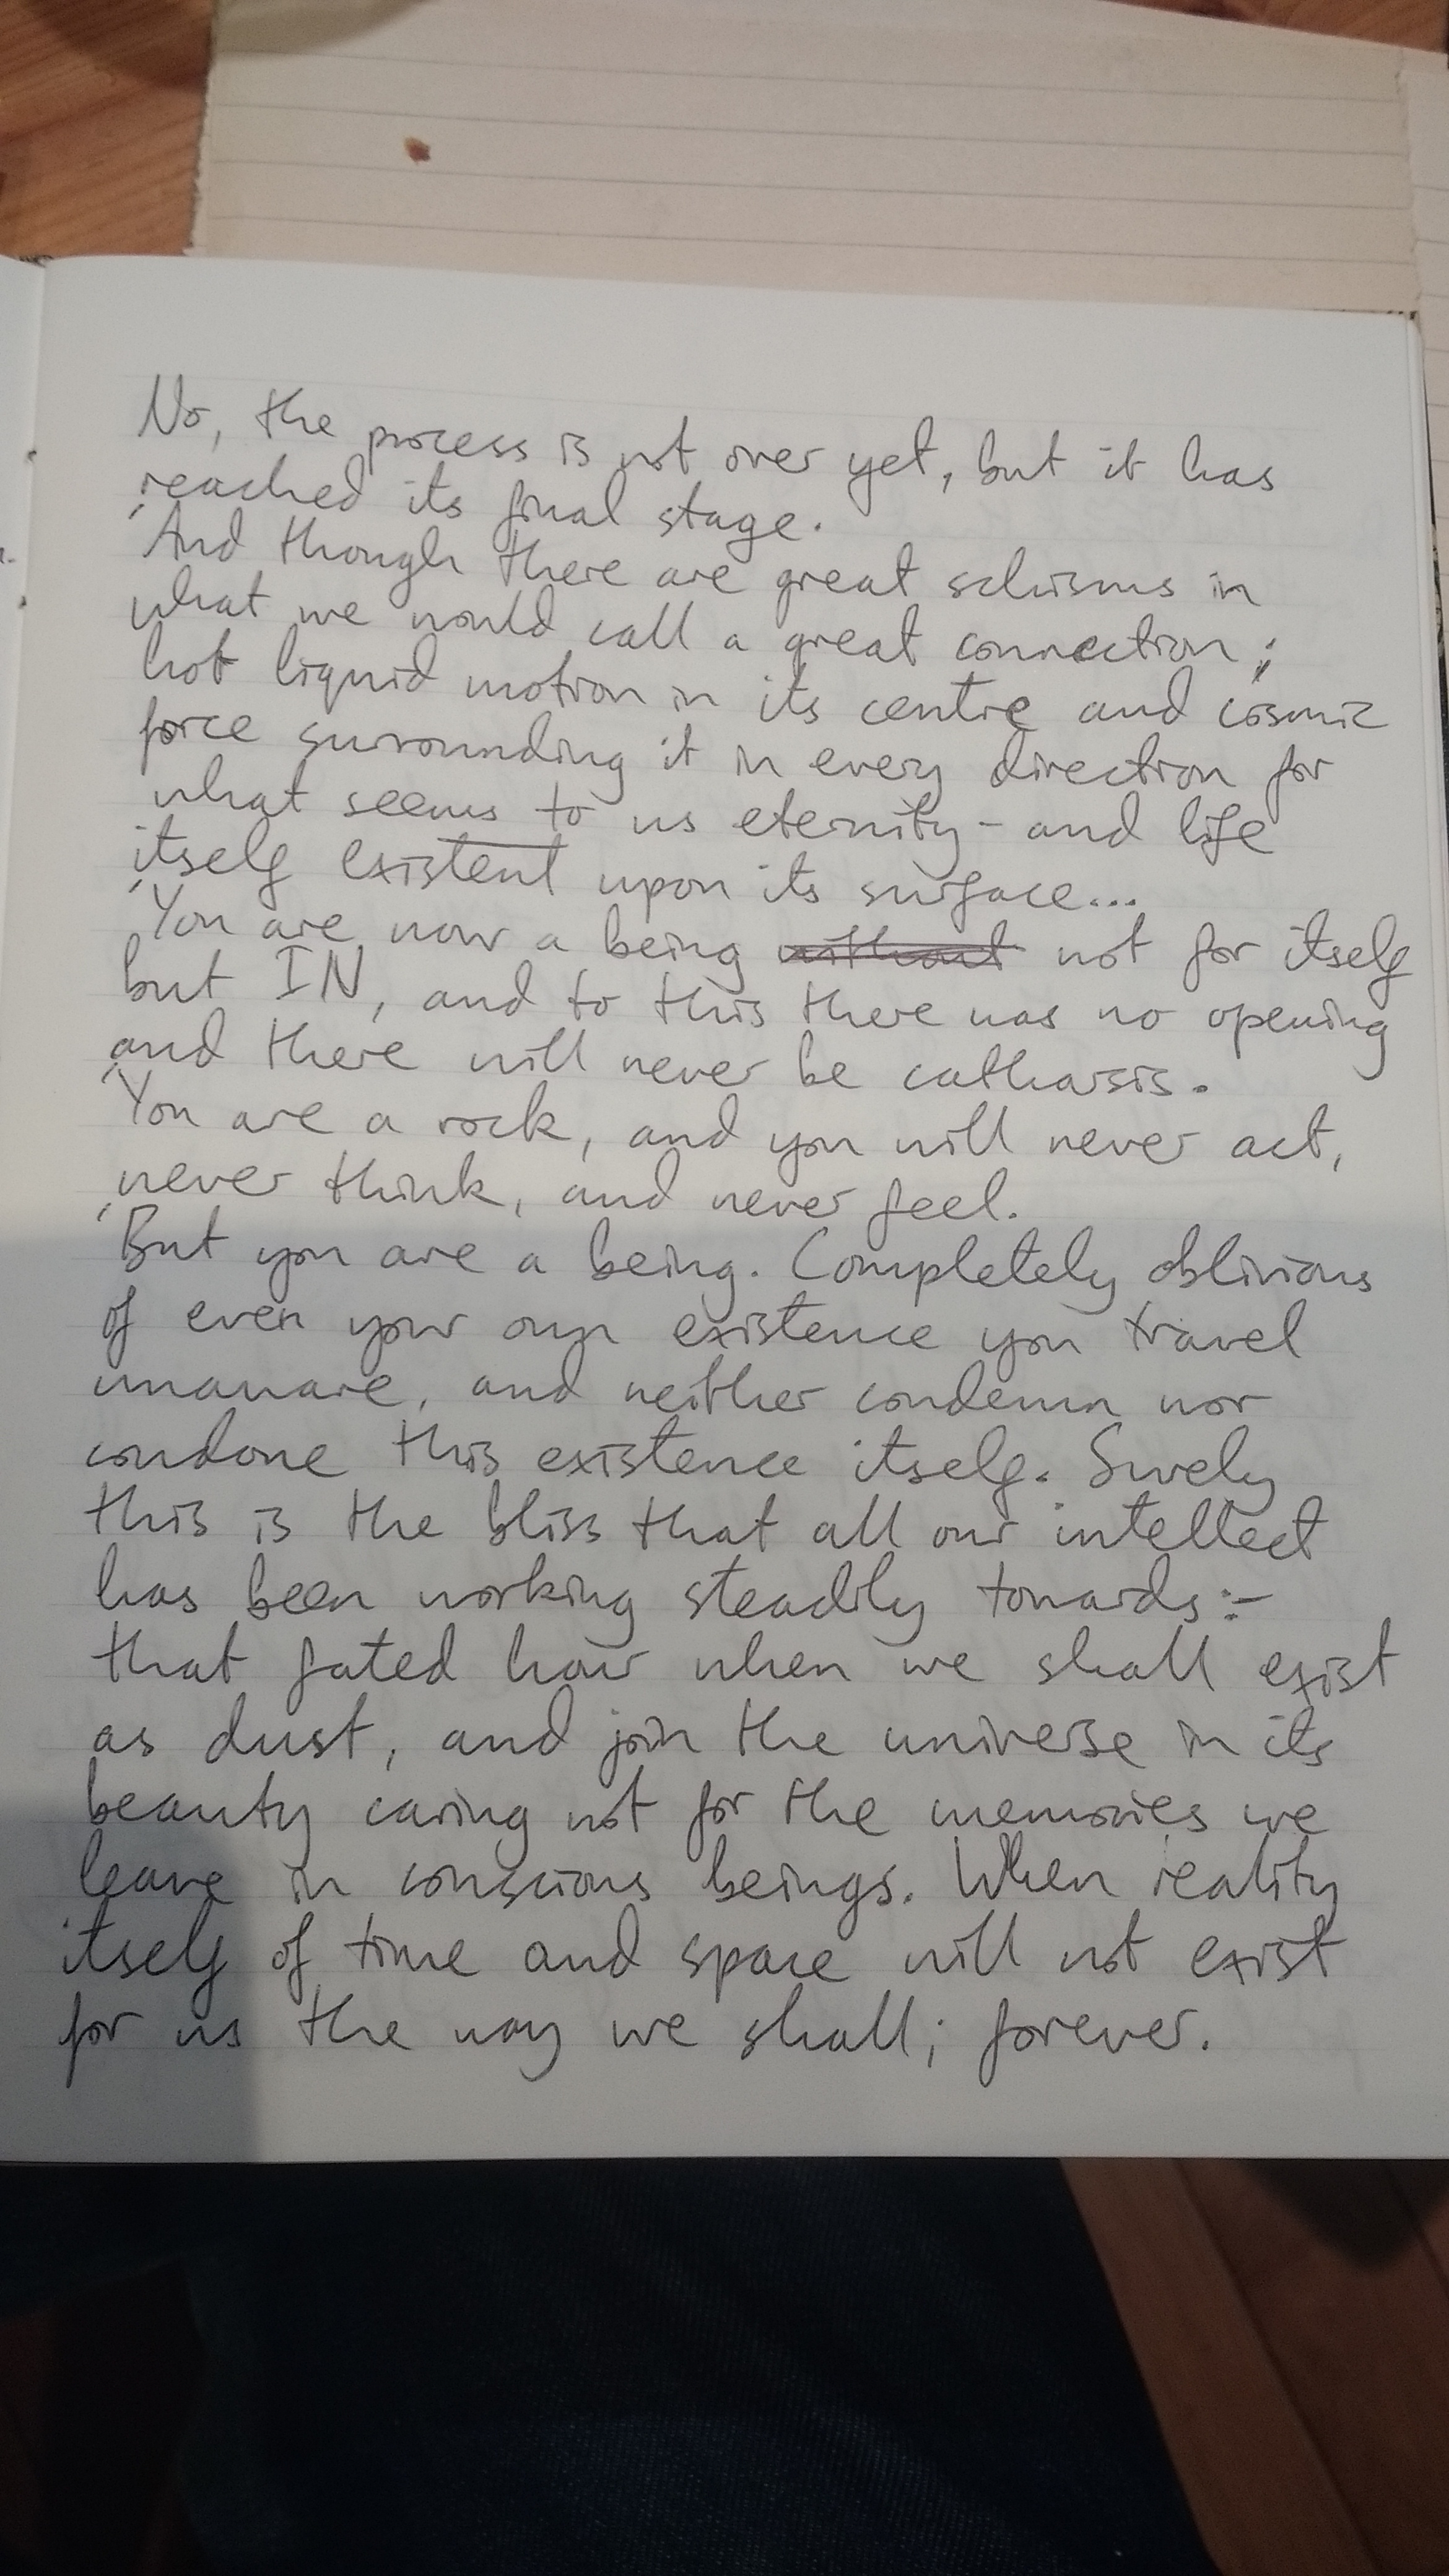 No, the process is not over yet, but it has
reached its final stage.
And though there are great schisms in
what we would call a great connection;
hot liquid motion in its centre and cosmic
force surrounding it in every direction for
what seems to us eternity - and life
itself existent upon its surface...
You are now a being without not for itself
but IN, and to this there was no opening
and there will never be catharsis.
You are a rock, and you will never act,
never think, and never feel.
But you are a being. Completely oblivious
of even your own existence you travel
unaware, and neither condemn nor
condone this existence itself. Surely
this is the bliss that all our intellect
has been working steadily towards:-
that fated hour when we shall exist
as dust, and join the universe in its
beauty caring not for the memories we
leave in conscious beings. When reality
itself of time and space will not exist
for us the way we shall; forever.